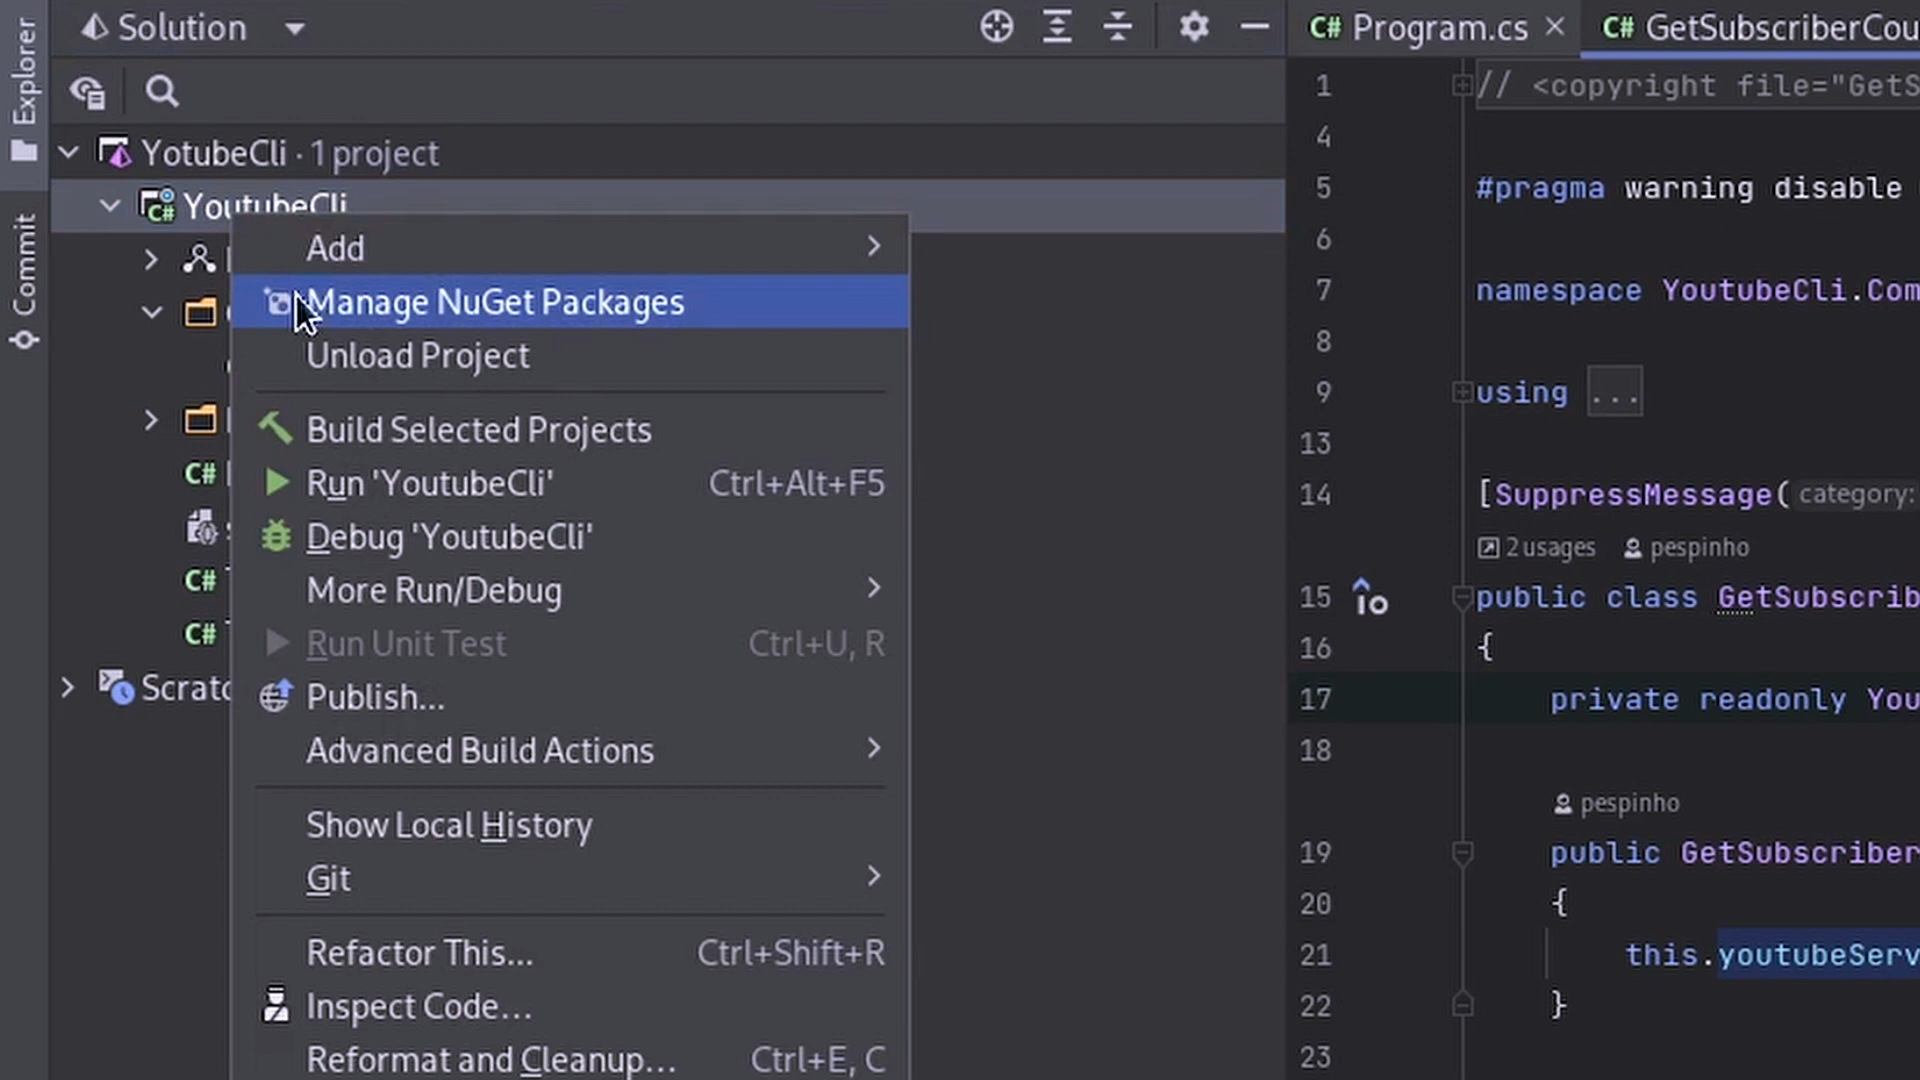 Explorer
Commit
Solution
YotubeCli · 1 project
YoutubeCli
Scratc
Add
Manage NuGet Packages
Unload Project
Build Selected Projects
Run 'YoutubeCli' Ctrl+Alt+F5
Debug 'YoutubeCli'
More Run/Debug
Run Unit Test Ctrl+U, R
Publish...
Advanced Build Actions
Show Local History
Git
Refactor This... Ctrl+Shift+R
Inspect Code...
Reformat and Cleanup... Ctrl+E, C
C# Program.cs × C# GetSubscriberCou
1 // <copyright file="GetS
4
5 #pragma warning disable
6
7 namespace YoutubeCli.Com
8
9 using ...
13
14 [SuppressMessage( category:
2 usages pespinho
15 public class GetSubscrib
16 {
17 private readonly You
18
pespinho
19 public GetSubscriber
20 {
21 this.youtubeServ
22 }
23